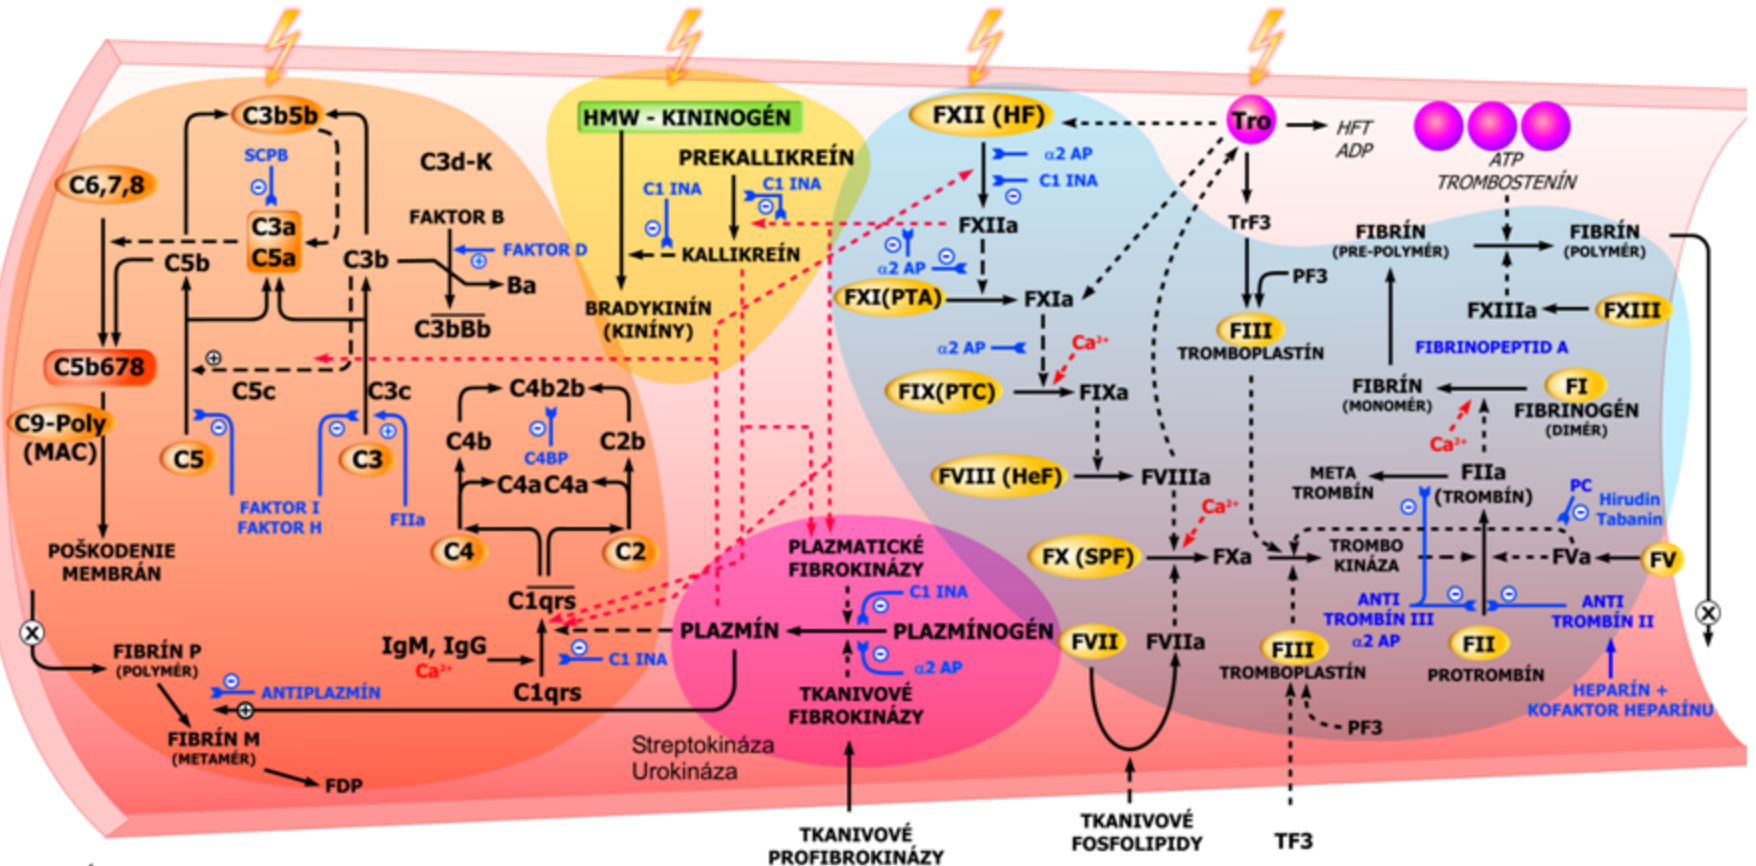 C3b5b
SCPB
C6,7,8
C3a
C5a
C5b
C3b
C3d-K
FAKTOR B
FAKTOR D
Ba
C3bBb
C5b678
C5c
C3c
C9-Poly
(MAC)
C5
C3
FAKTOR I
FAKTOR H
FIIa
C4b2b
C4b
C2b
C4BP
C4a C4a
C4
C2
C1qrs
IgM, IgG
Ca2+
C1 INA
C1qrs
POŠKODENIE
MEMBRÁN
X
FIBRÍN P
(POLYMÉR)
ANTIPLAZMÍN
FIBRÍN M
(METAMÉR)
FDP
HMW - KININOGÉN
PREKALLIKREÍN
C1 INA
C1 INA
KALLIKREÍN
BRADYKINÍN
(KINÍNY)
PLAZMATICKÉ
FIBROKINÁZY
C1 INA
PLAZMÍN
PLAZMÍNOGÉN
α2 AP
TKANIVOVÉ
FIBROKINÁZY
Streptokináza
Urokináza
TKANIVOVÉ
PROFIBROKINÁZY
FXII (HF)
α2 AP
C1 INA
FXIIa
α2 AP
FXI(PTA)
FXIa
α2 AP
Ca2+
FIX(PTC)
FIXa
FVIII (HeF)
FVIIIa
Ca2+
FX (SPF)
FXa
FVII
FVIIa
TKANIVOVÉ
FOSFOLIPIDY
Tro
HFT
ADP
TrF3
PF3
FIII
TROMBOPLASTÍN
ATP
TROMBOSTENÍN
FIBRÍN
(PRE-POLYMÉR)
FIBRÍN
(POLYMÉR)
FXIIIa
FXIII
FIBRINOPEPTID A
FIBRÍN
(MONOMÉR)
FI
FIBRINOGÉN
(DIMÉR)
Ca2+
META
TROMBÍN
FIIa
(TROMBÍN)
PC
Hirudin
Tabanin
TROMBO
KINÁZA
FVa
FV
ANTI
TROMBÍN III
α2 AP
ANTI
TROMBÍN II
FII
PROTROMBÍN
HEPARÍN +
KOFAKTOR HEPARÍNU
FIII
TROMBOPLASTÍN
PF3
TF3
X